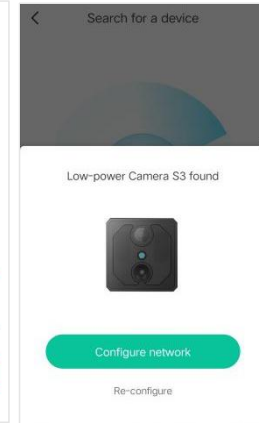 Search for a device
Low-power Camera S3 found
Configure network
Re-configure